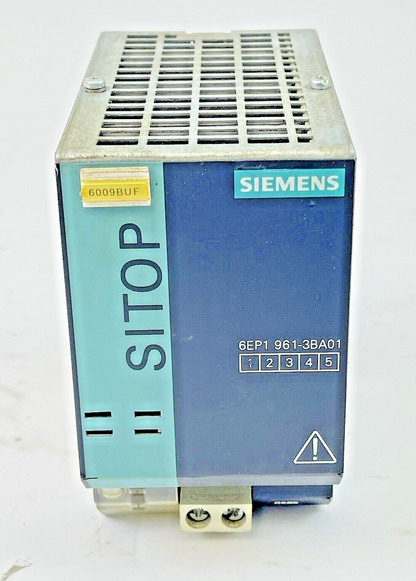 6009BUF
SIEMENS
SITOP
6EP1 961-3BA01
1 2 3 4 5